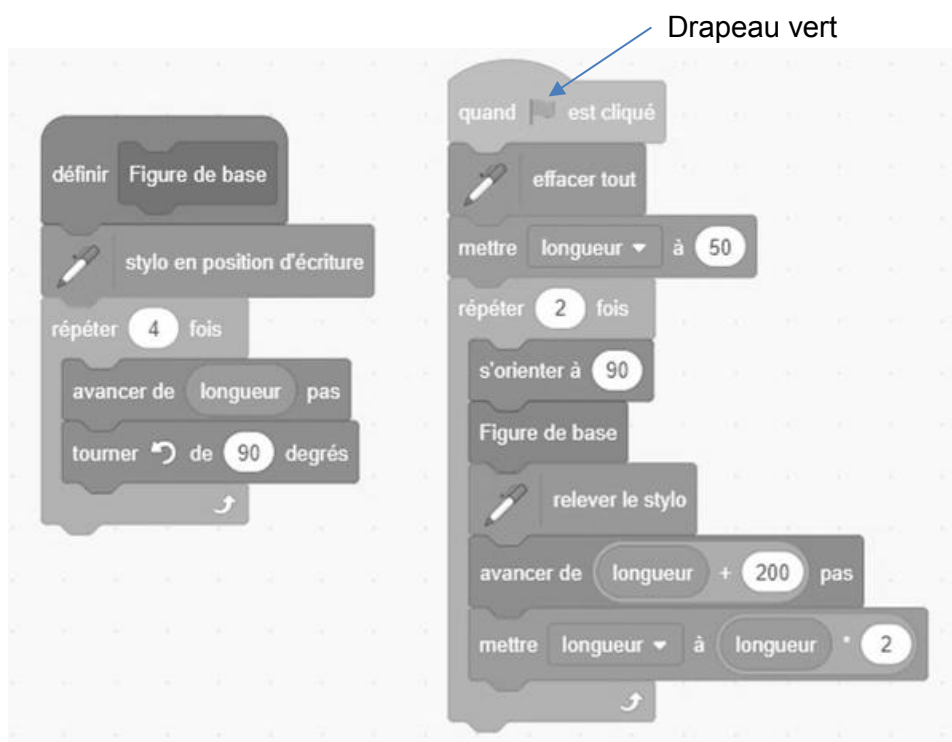 Drapeau vert
définir Figure de base
stylo en position d'écriture
répéter 4 fois
avancer de longueur pas
tourner de 90 degrés
quand est cliqué
effacer tout
mettre longueur à 50
répéter 2 fois
s'orienter à 90
Figure de base
relever le stylo
avancer de longueur + 200 pas
mettre longueur à longueur * 2